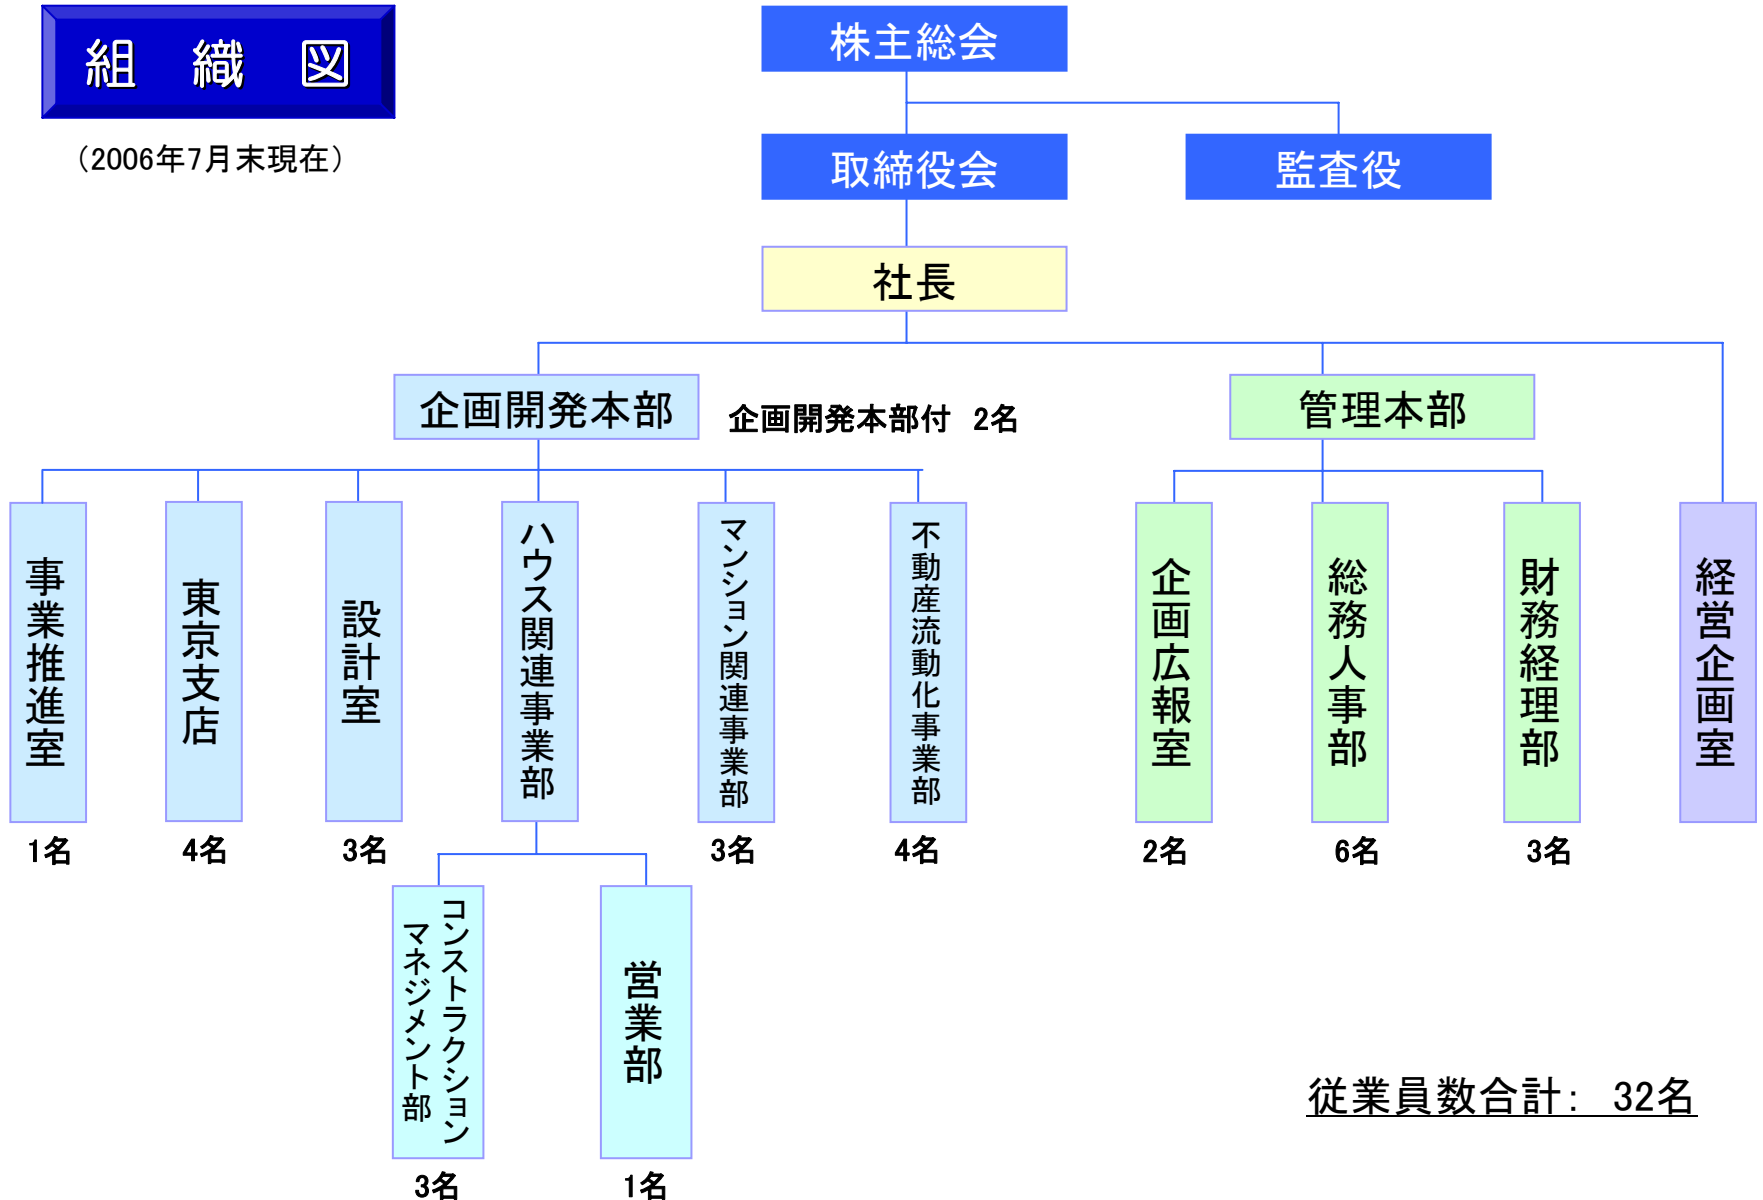 組　織　図
（2006年7月末現在）
株主総会
取締役会
監査役
社長
企画開発本部
企画開発本部付 2名
管理本部
事業推進室
1名
東京支店
4名
設計室
3名
ハウス関連事業部
マンション関連事業部
3名
不動産流動化事業部
4名
企画広報室
2名
総務人事部
6名
財務経理部
3名
経営企画室
コンストラクション
マネジメント部
3名
営業部
1名
従業員数合計： 32名